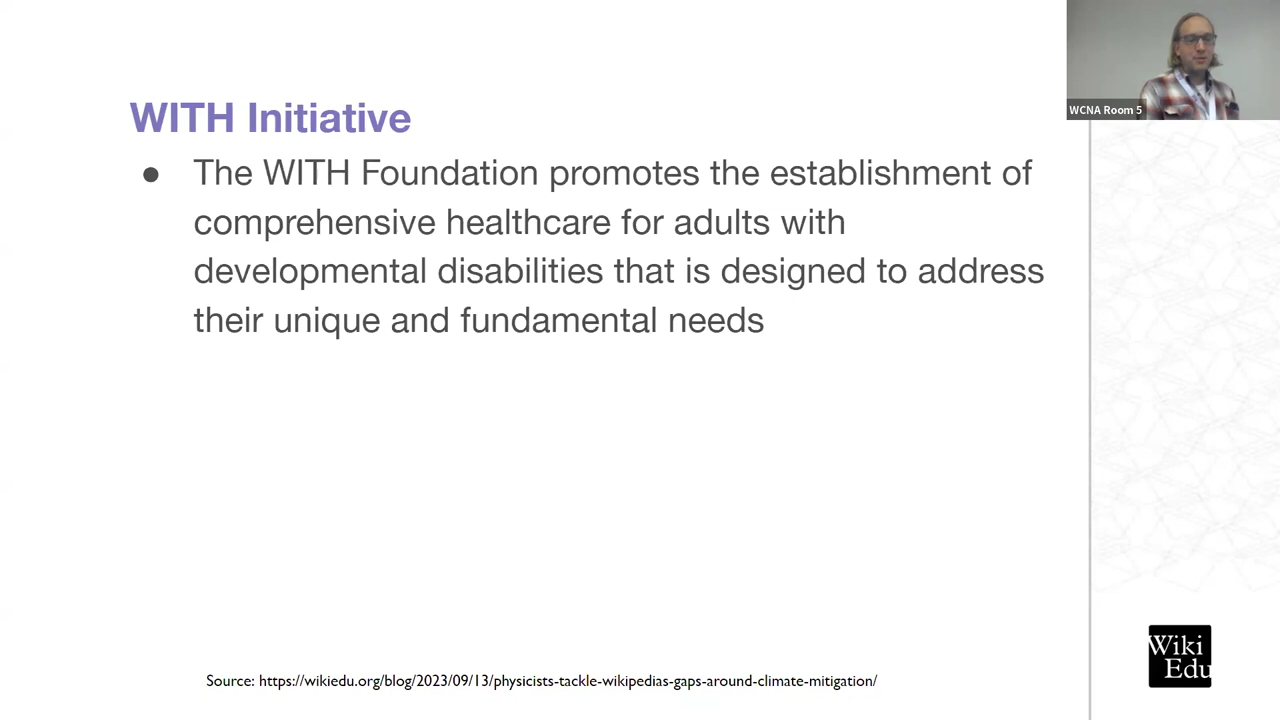 WCNA Room 5
WITH Initiative
● The WITH Foundation promotes the establishment of
comprehensive healthcare for adults with
developmental disabilities that is designed to address
their unique and fundamental needs
Wiki
Edu
Source: https://wikiedu.org/blog/2023/09/13/physicists-tackle-wikipedias-gaps-around-climate-mitigation/